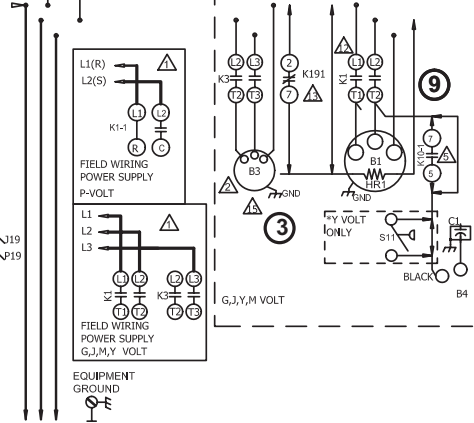 L1(R)
L2(S)
1
L1 L2
K1-1
R C
FIELD WIRING
POWER SUPPLY
P-VOLT
L1
L2
L3
1
L1 L2 L2 L3
K1 K3
T1 T2 T2 T3
FIELD WIRING
POWER SUPPLY
G,J,M,Y VOLT
EQUIPMENT
GROUND
J19
P19
L2 L3
K3
T2 T3
2
K191
7
13
12
L1 L2
K1
T1 T2
9
7
K10-1
5
5
B3
2
15
GND
3
B1
HR1
GND
*Y VOLT
ONLY
S11
C1
BLACK
B4
G,J,Y,M VOLT